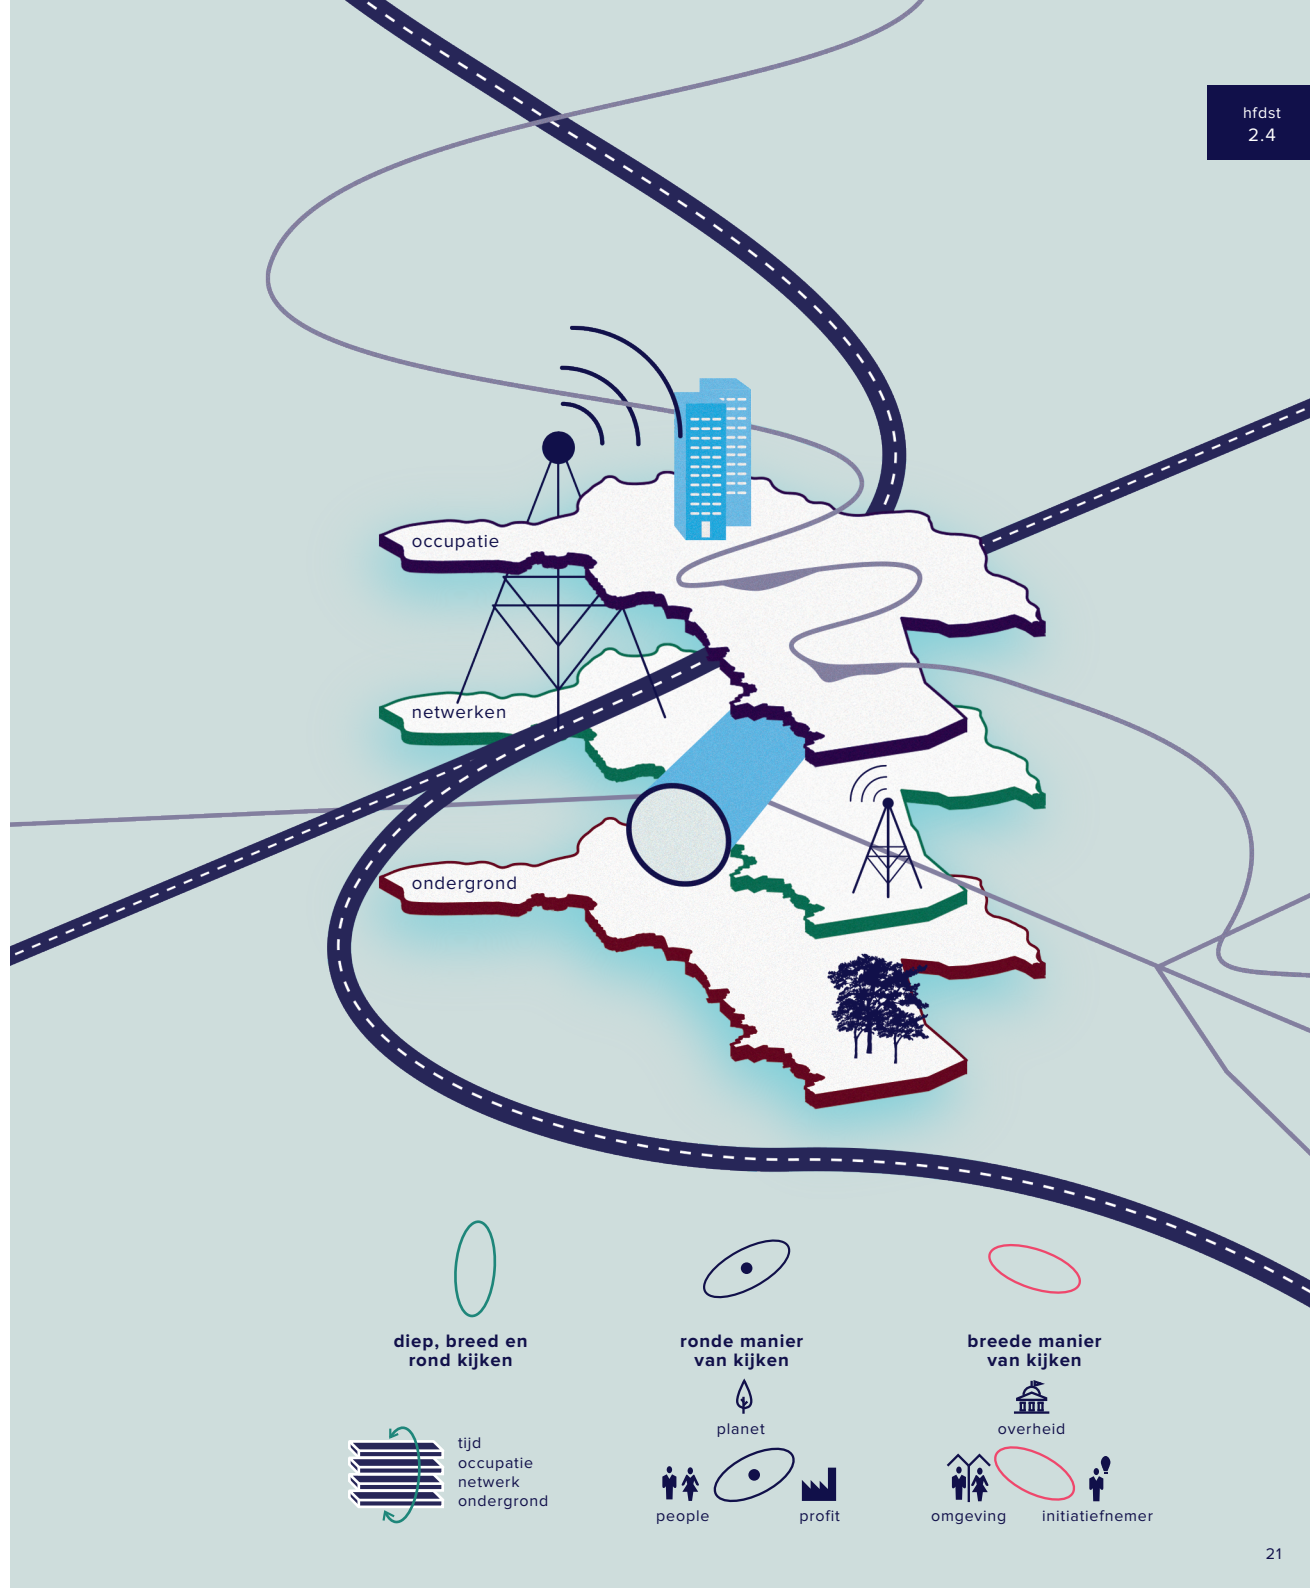 hfdst
2.4
occupatie
netwerken
ondergrond
diep, breed en
rond kijken
tijd
occupatie
netwerk
ondergrond
ronde manier
van kijken
planet
people
profit
breede manier
van kijken
overheid
omgeving
initiatiefnemer
21